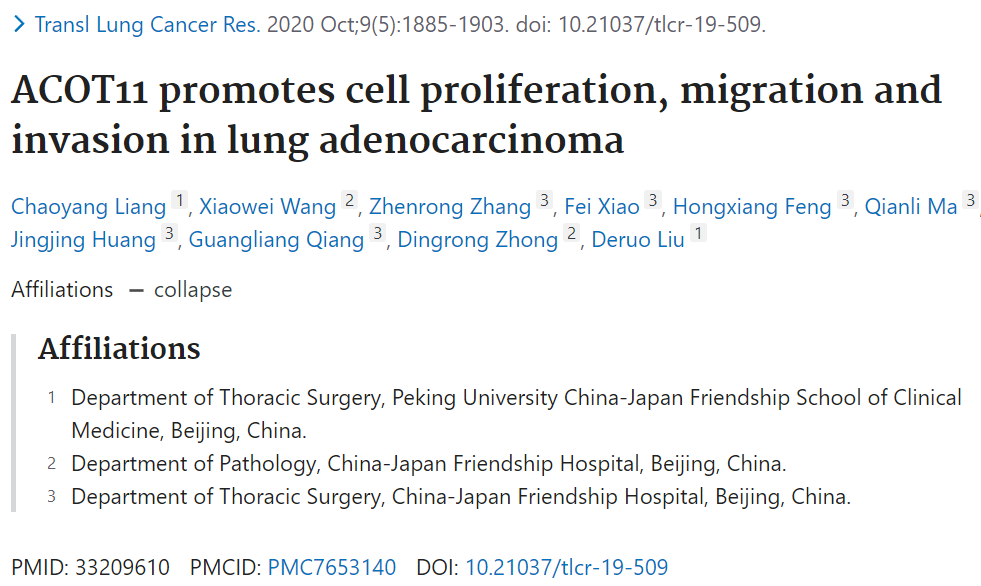 Transl Lung Cancer Res. 2020 Oct;9(5):1885-1903. doi: 10.21037/tlcr-19-509.
ACOT11 promotes cell proliferation, migration and
invasion in lung adenocarcinoma
Chaoyang Liang 1, Xiaowei Wang 2, Zhenrong Zhang 3, Fei Xiao 3, Hongxiang Feng 3, Qianli Ma 3,
Jingjing Huang 3, Guangliang Qiang 3, Dingrong Zhong 2, Deruo Liu 1
Affiliations — collapse
Affiliations
1 Department of Thoracic Surgery, Peking University China-Japan Friendship School of Clinical
Medicine, Beijing, China.
2 Department of Pathology, China-Japan Friendship Hospital, Beijing, China.
3 Department of Thoracic Surgery, China-Japan Friendship Hospital, Beijing, China.
PMID: 33209610 PMCID: PMC7653140 DOI: 10.21037/tlcr-19-509